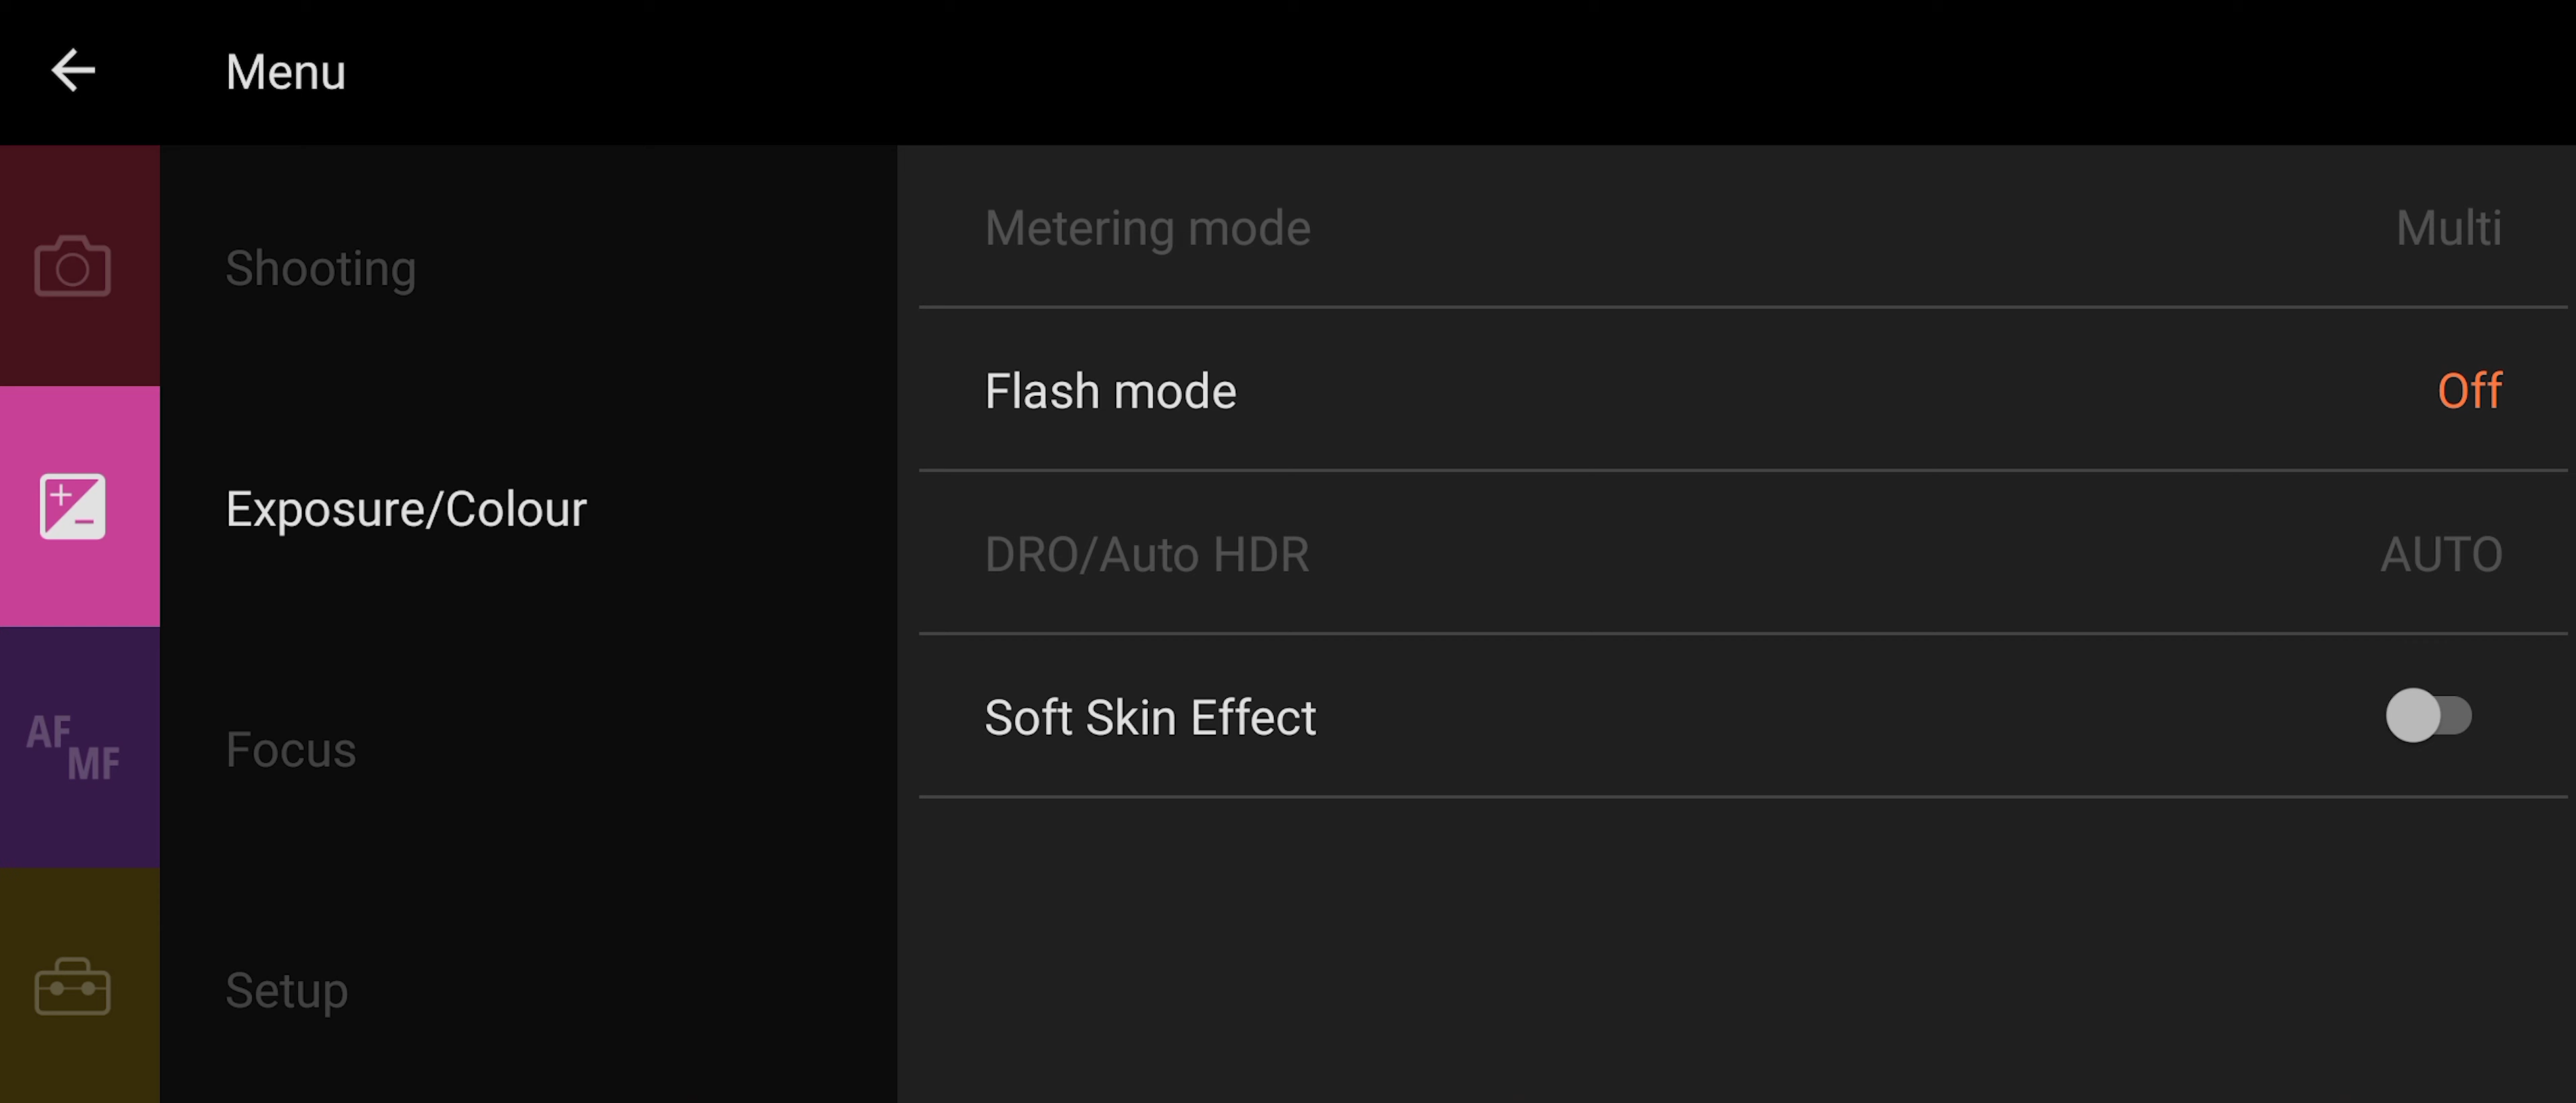 Menu
Shooting
Exposure/Colour
AF
MF
Focus
Setup
Metering mode
Multi
Flash mode
Off
DRO/Auto HDR
AUTO
Soft Skin Effect